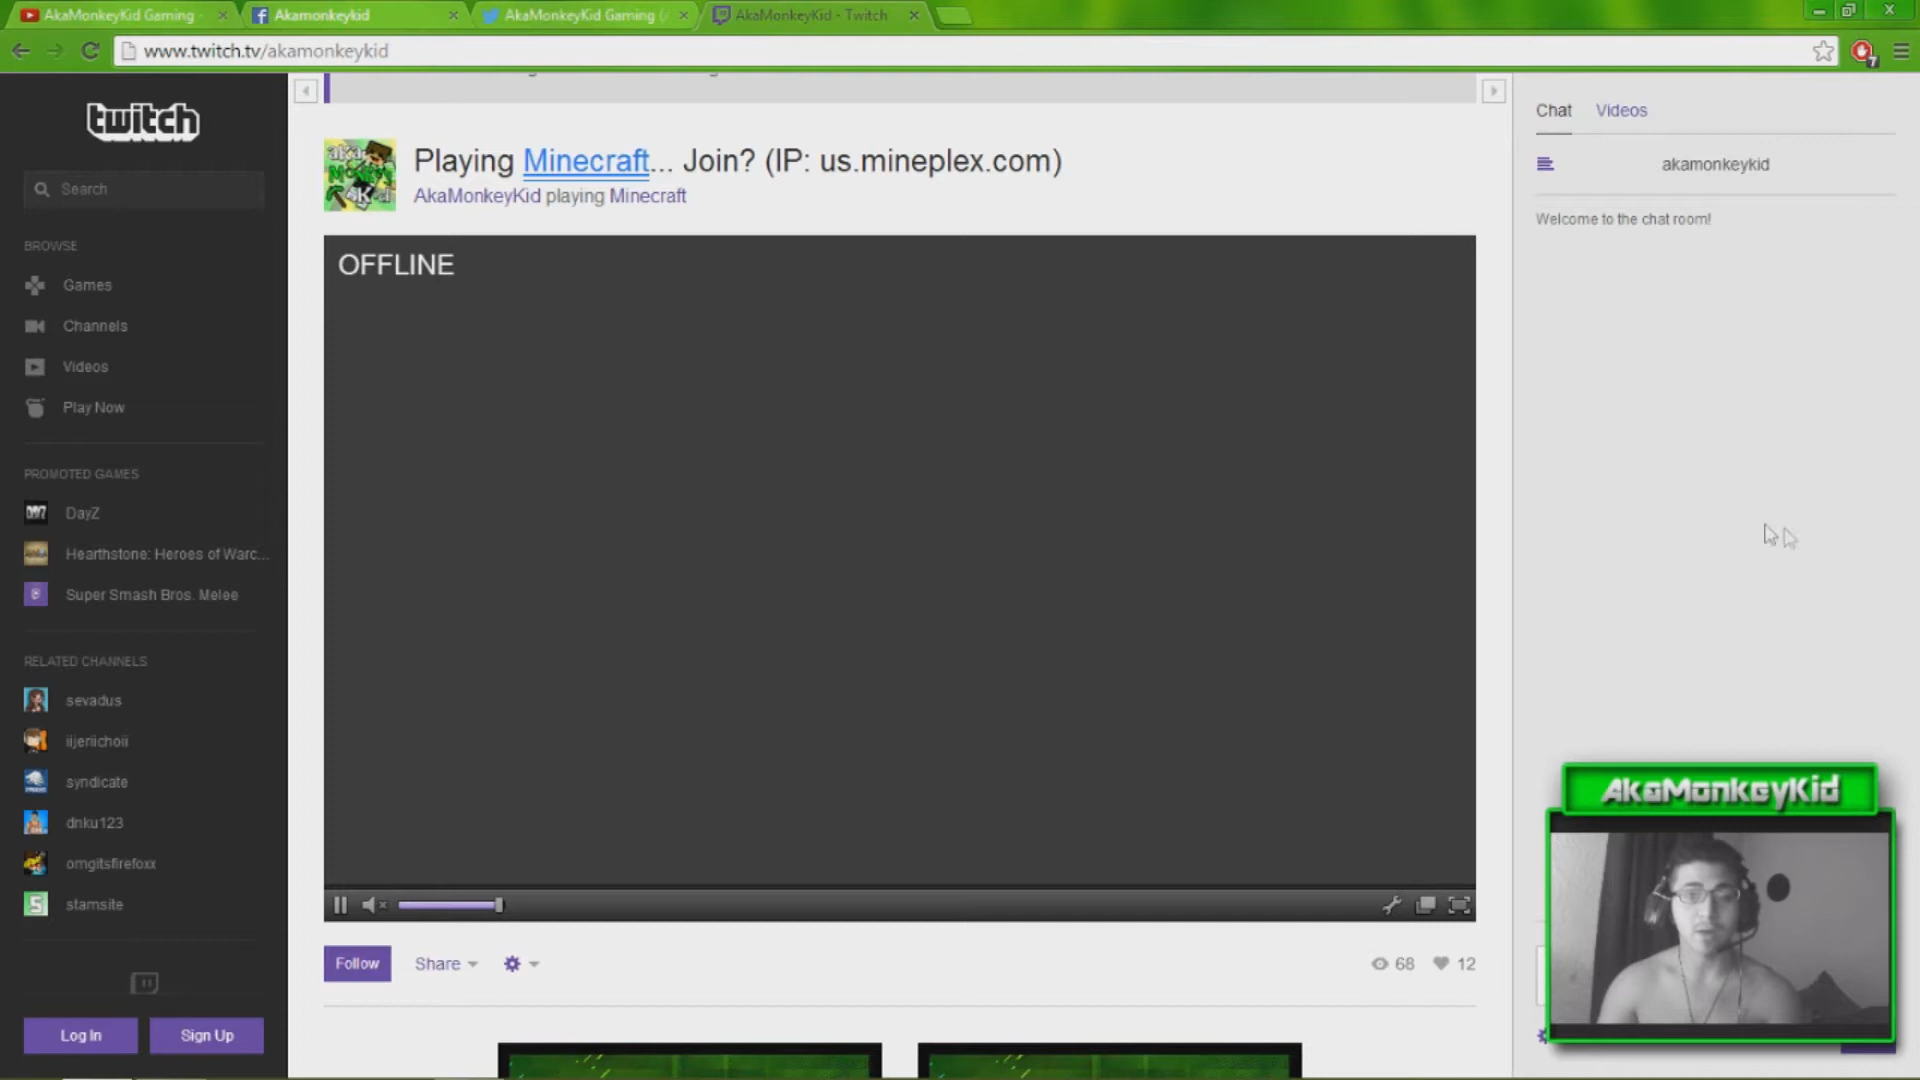 AkaMonkeyKid Gaming -
Akamonkeykid
AkaMonkeyKid Gaming (
AkaMonkeyKid - Twitch
www.twitch.tv/akamonkeykid
7
twitch
Search
BROWSE
Games
Channels
Videos
Play Now
PROMOTED GAMES
DayZ
Hearthstone: Heroes of Warc...
Super Smash Bros. Melee
RELATED CHANNELS
sevadus
iijeriichoii
syndicate
dnku123
omgitsfirefoxx
stamsite
Log In
Sign Up
Playing Minecraft... Join? (IP: us.mineplex.com)
AkaMonkeyKid playing Minecraft
OFFLINE
Follow
Share
68
12
Chat
Videos
akamonkeykid
Welcome to the chat room!
AkaMonkeyKid